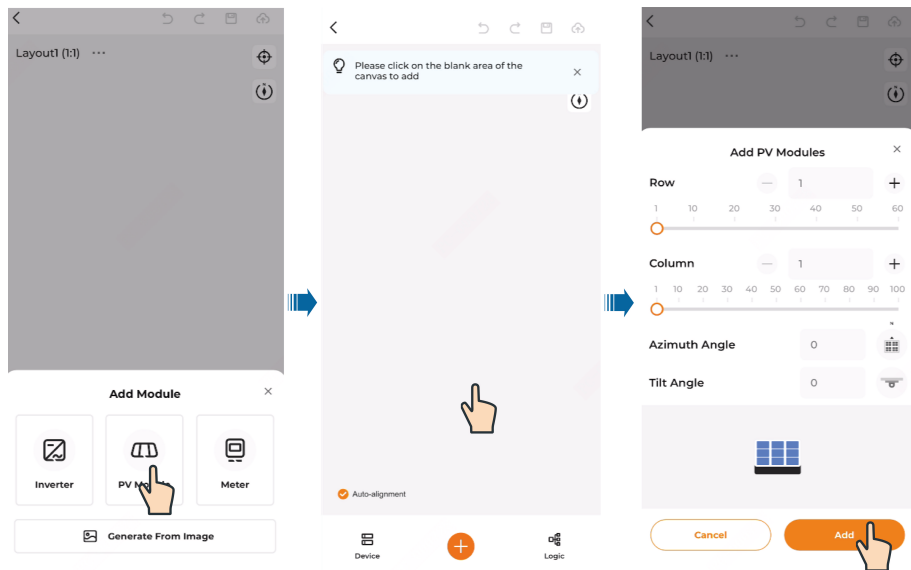 Layout1 (1:1) ...
Add Module
Inverter
PV
Meter
Generate From Image
Please click on the blank area of the
canvas to add
Auto-alignment
Device
Logic
Layout1 (1:1) ...
Add PV Modules
Row
1
1 10 20 30 40 50 60
Column
1
1 10 20 30 40 50 60 70 80 90 100
Azimuth Angle
0
N
Tilt Angle
0
Cancel
Add